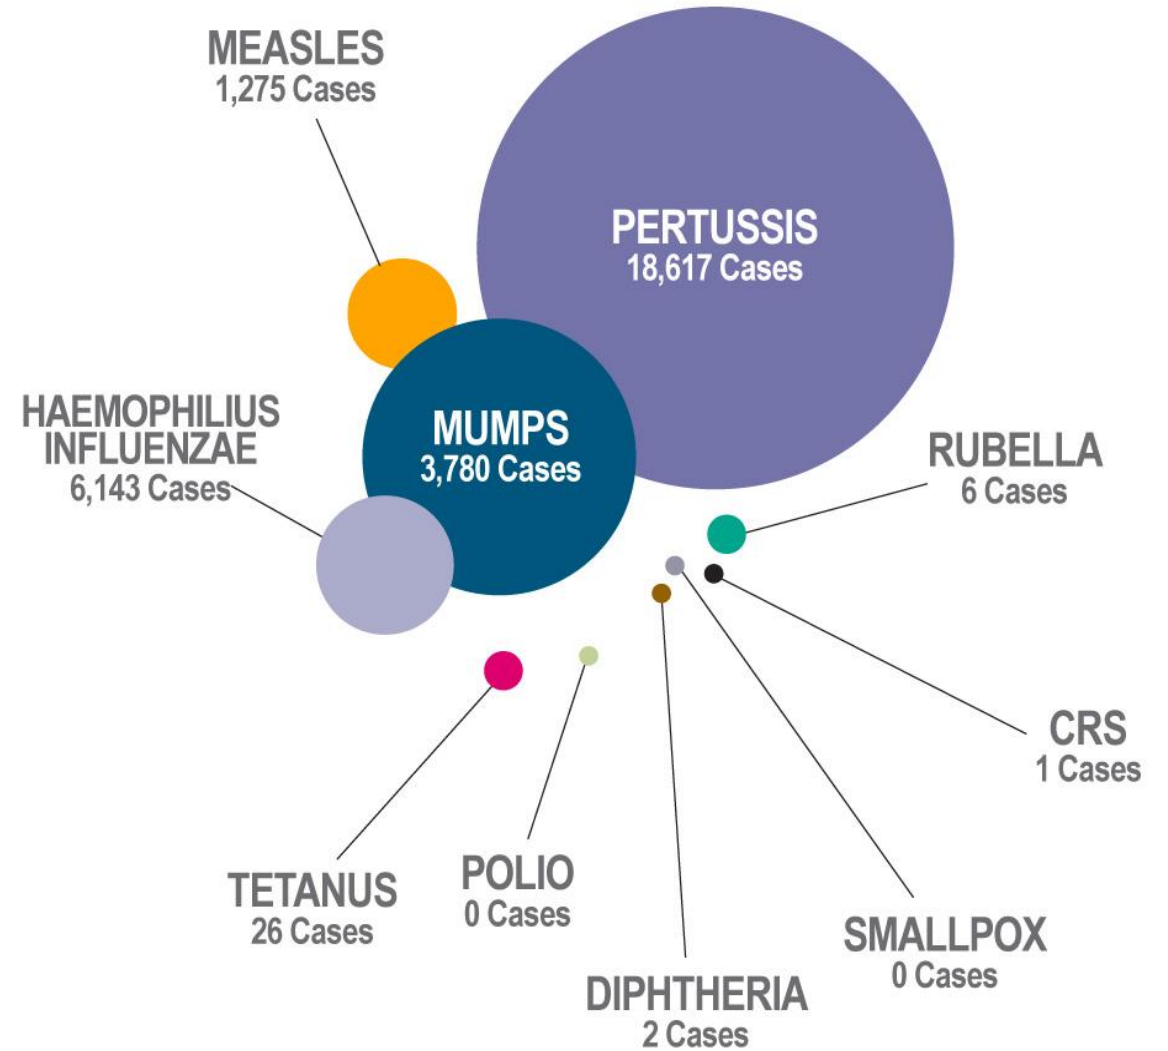 MEASLES
1,275 Cases
PERTUSSIS
18,617 Cases
HAEMOPHILIUS
INFLUENZAE
6,143 Cases
MUMPS
3,780 Cases
RUBELLA
6 Cases
CRS
1 Cases
TETANUS
26 Cases
POLIO
0 Cases
SMALLPOX
0 Cases
DIPHTHERIA
2 Cases